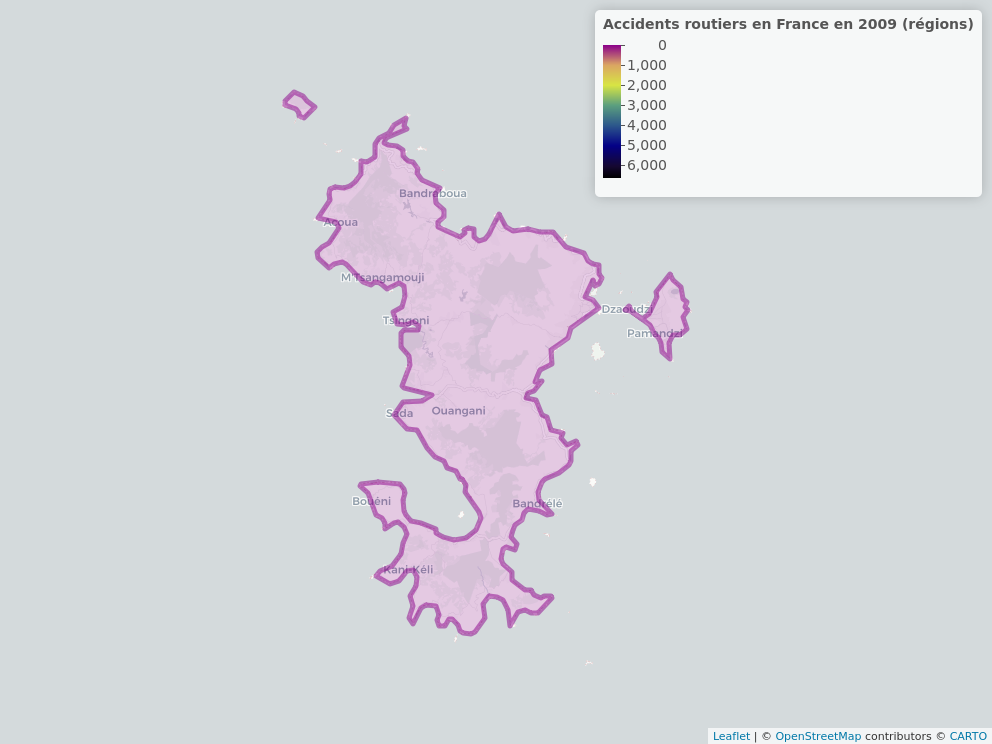 Accidents routiers en France en 2009 (régions)
0
1,000
2,000
3,000
4,000
5,000
6,000
Bandraboua
Acoua
M'Tsangamouji
Dzaoudzi
Tsingoni
Pamandzi
Ouangani
Sada
Bouéni
Bandrélé
Kani-Kéli
Leaflet | © OpenStreetMap contributors © CARTO